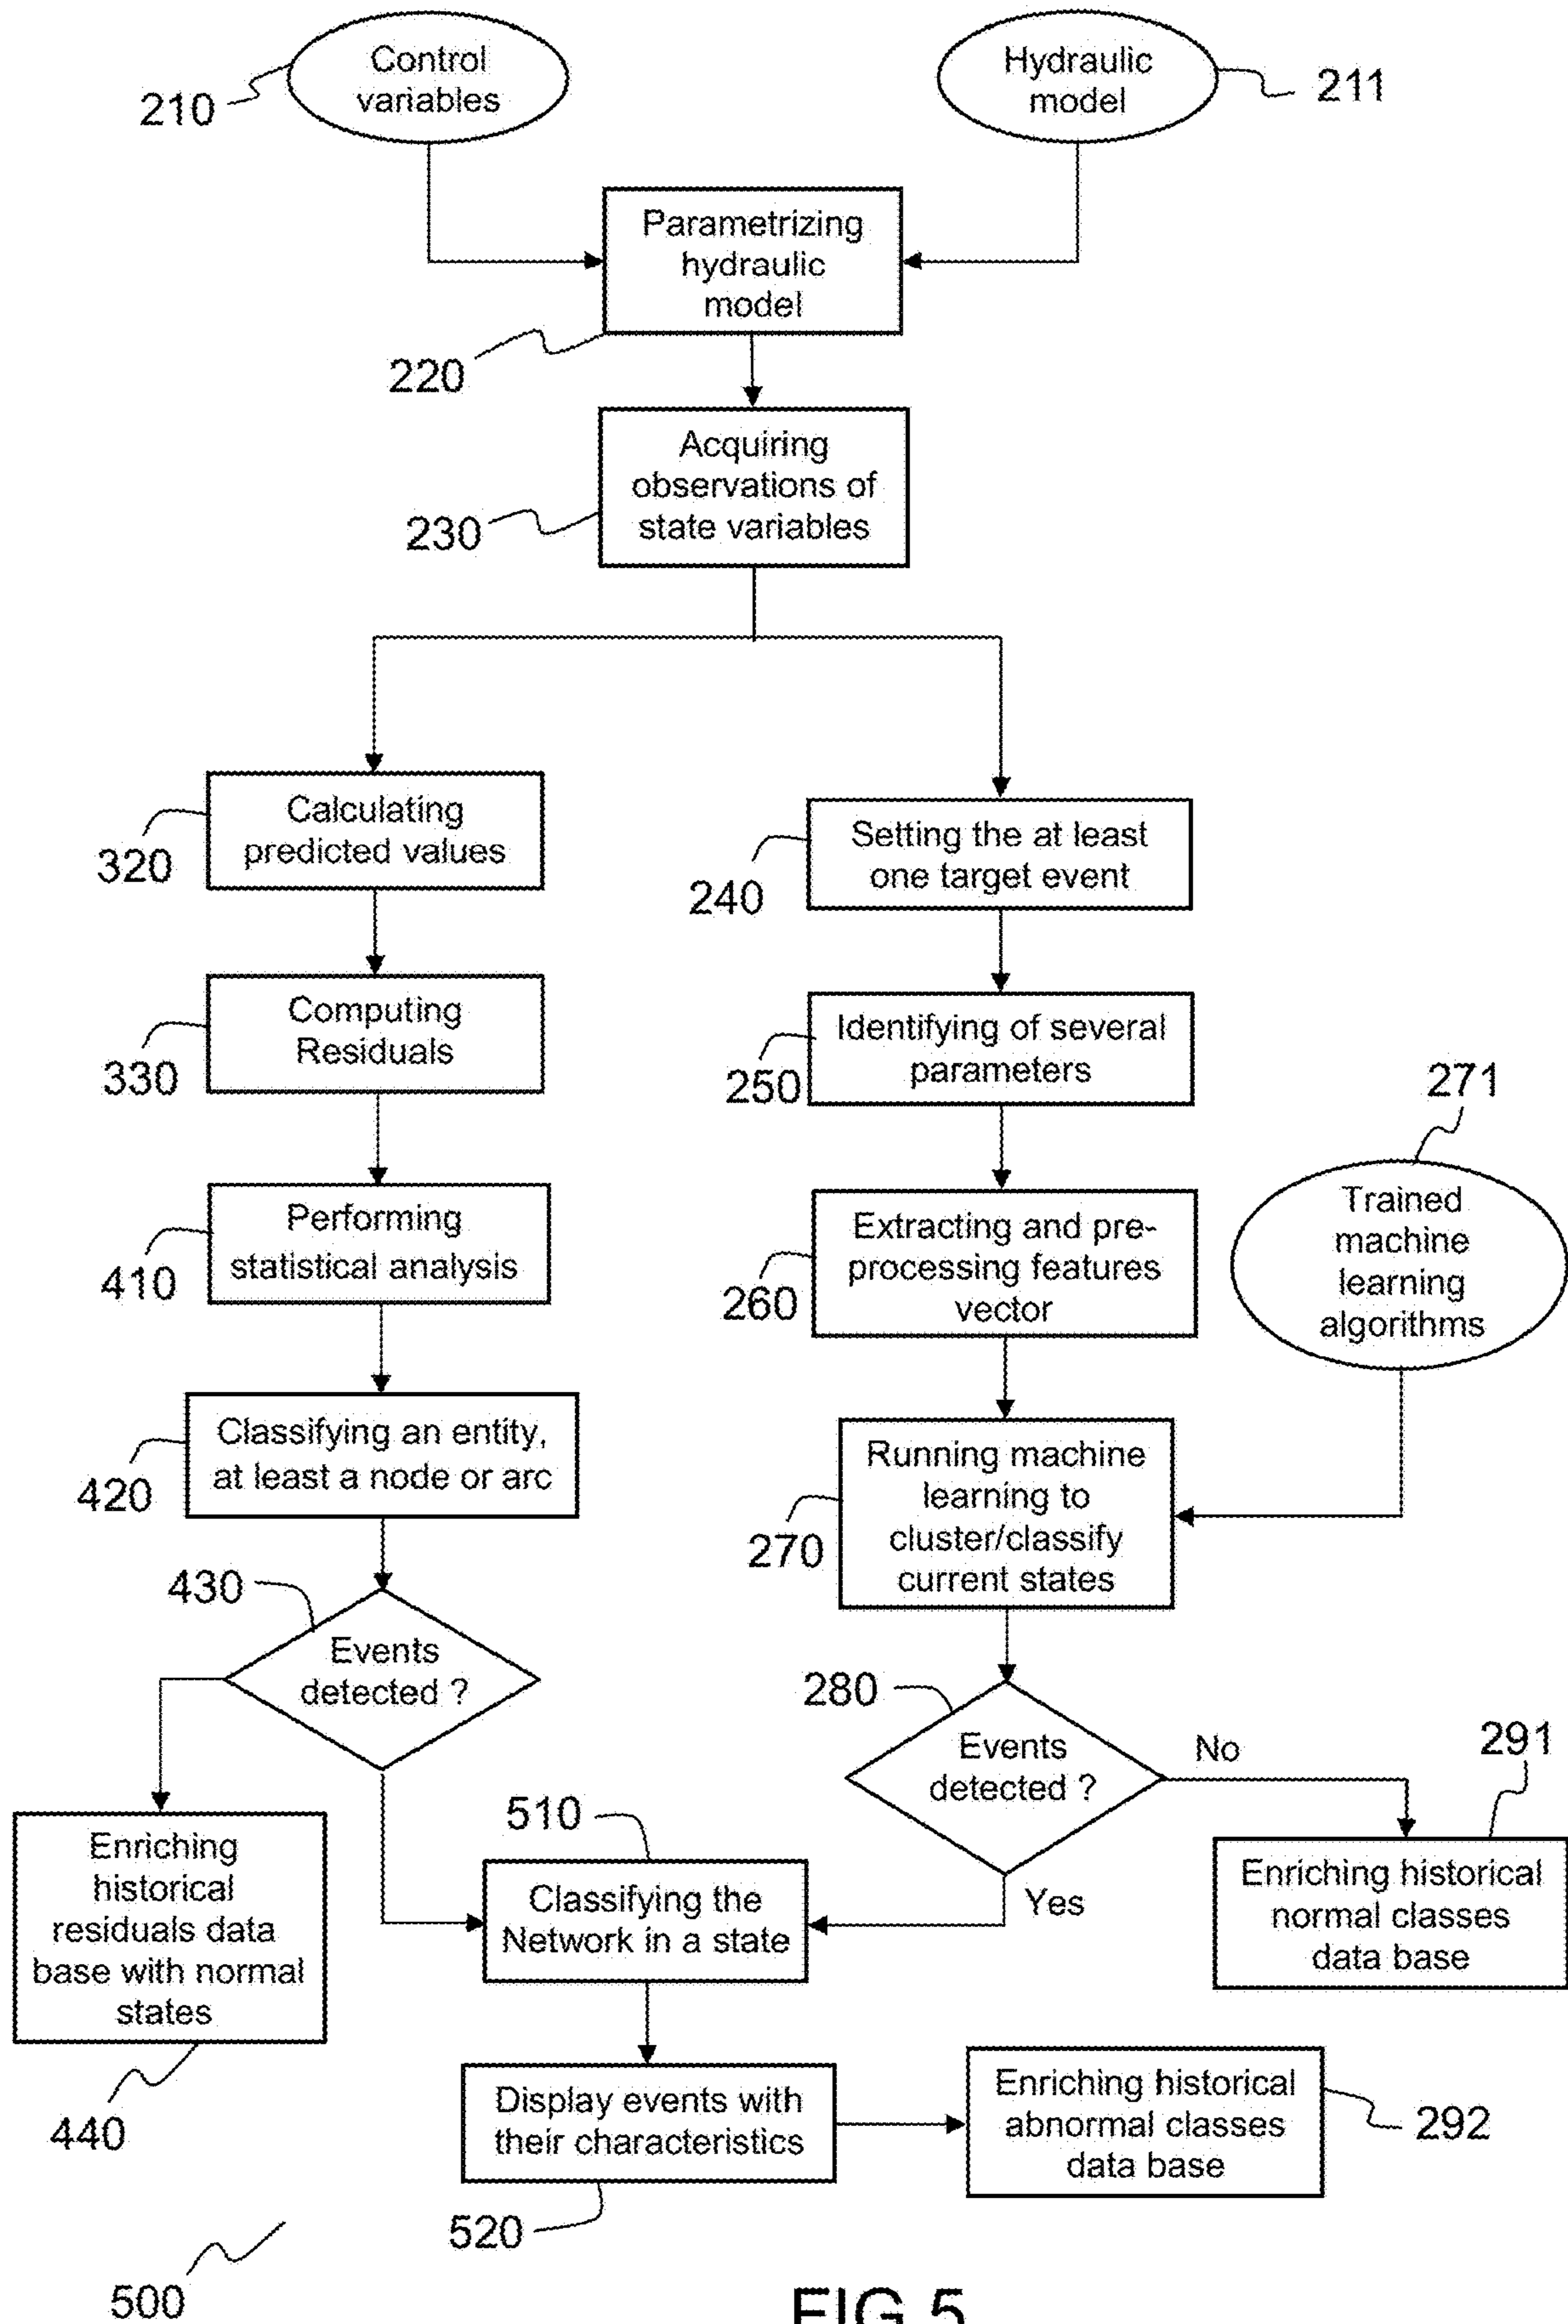 Control
variables
210
Hydraulic
model
211
Parametrizing
hydraulic
model
220
Acquiring
observations of
state variables
230
Calculating
predicted values
320
Setting the at least
one target event
240
Computing
Residuals
330
Identifying of several
parameters
250
271
Trained
machine
learning
algorithms
Performing
statistical analysis
410
Extracting and pre-
processing features
vector
260
Classifying an entity,
at least a node or arc
420
Running machine
learning to
cluster/classify
current states
270
430
Events
detected ?
280
Events
detected ?
No
Yes
291
Enriching historical
normal classes
data base
510
Classifying the
Network in a state
Enriching
historical
residuals data
base with normal
states
440
Display events with
their characteristics
520
Enriching historical
abnormal classes
data base
292
500
FIG.5